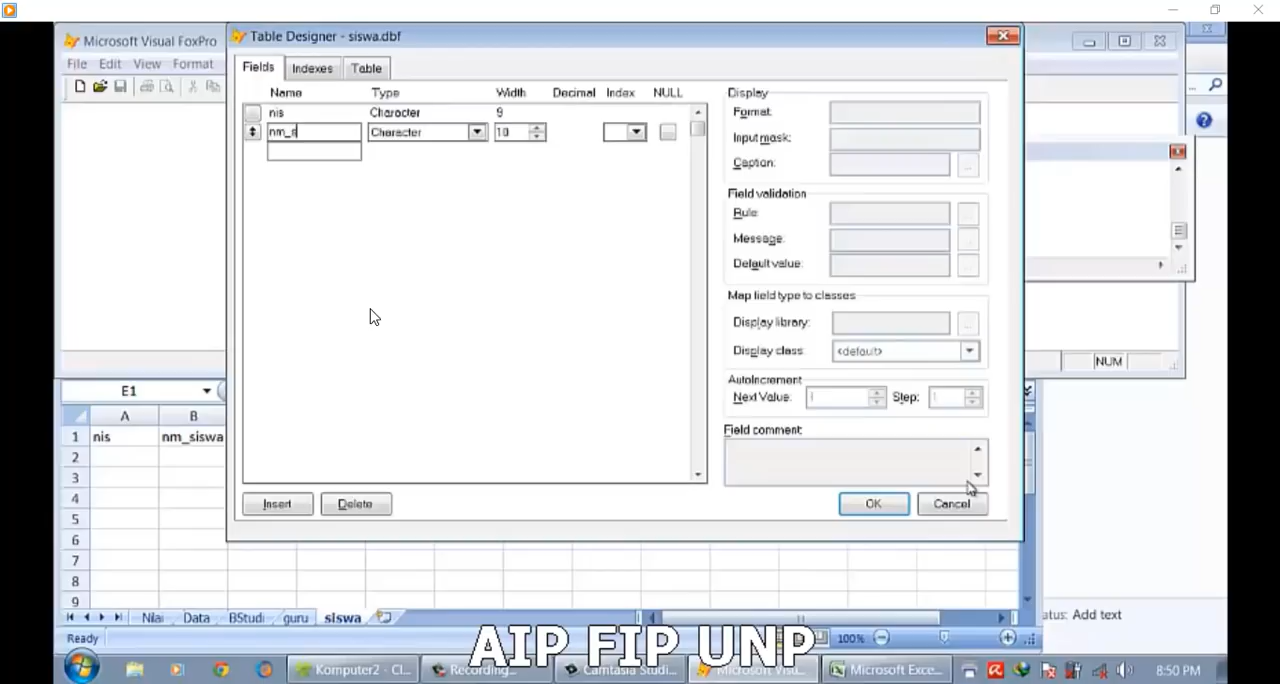 Microsoft Visual FoxPro
File Edit View Format
Table Designer - siswa.dbf
Fields Indexes Table
Name Type Width Decimal Index NULL
nis Character 9
nm_s Character 10
Display
Format:
Input mask:
Caption:
Field validation
Rule:
Message:
Default value:
Map field type to classes
Display library:
Display class: <default>
AutoIncrement
Next Value: Step:
Field comment:
Insert Delete OK Cancel
NUM
E1
A B
1 nis nm_siswa
2
3
4
5
6
7
8
9
Nilai Data BStudi guru siswa
atus: Add text
Ready 100%
AIP FIP UNP
Komputer2 - Cl... Recording... Camtasia Studi... Microsoft Visu... Microsoft Exce... 8:50 PM